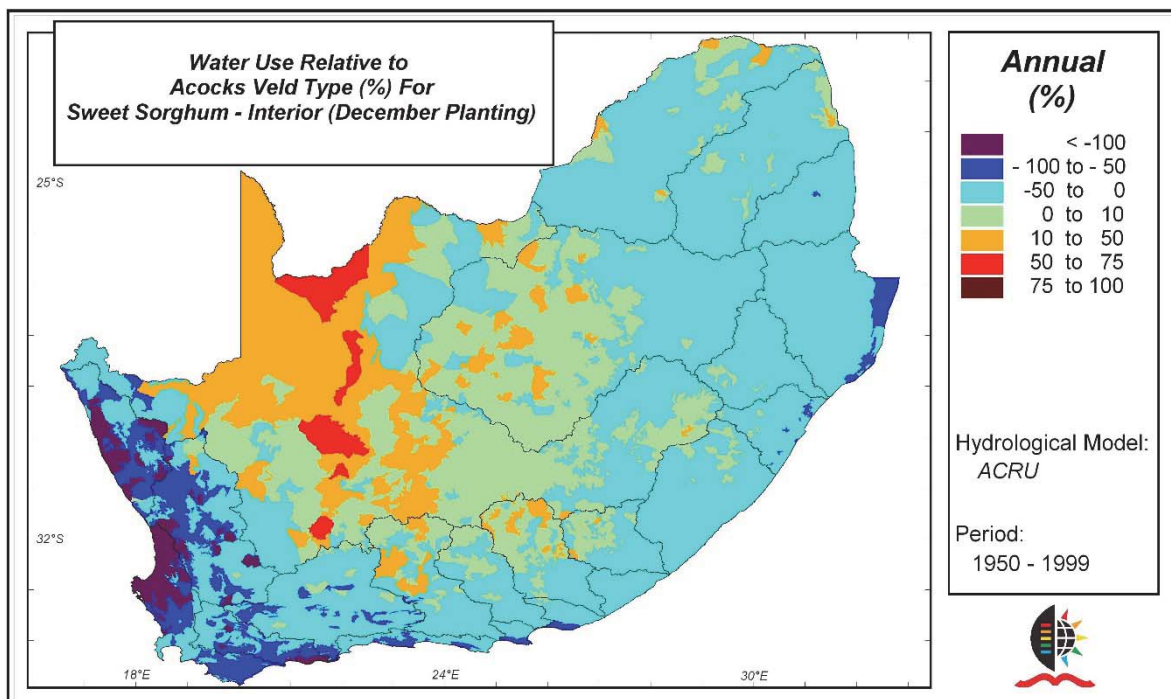 Water Use Relative to
Acocks Veld Type (%) For
Sweet Sorghum - Interior (December Planting)
25°S
32°S
18°E
24°E
30°E
Annual
(%)
< -100
- 100 to - 50
-50 to 0
0 to 10
10 to 50
50 to 75
75 to 100
Hydrological Model:
ACRU
Period:
1950 - 1999